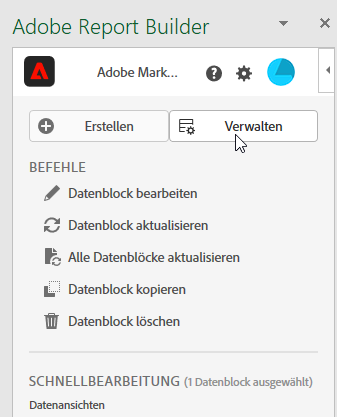 Adobe Report Builder
Adobe Mark...
Erstellen
Verwalten
BEFEHLE
Datenblock bearbeiten
Datenblock aktualisieren
Alle Datenblöcke aktualisieren
Datenblock kopieren
Datenblock löschen
SCHNELLBEARBEITUNG (1 Datenblock ausgewählt)
Datenansichten